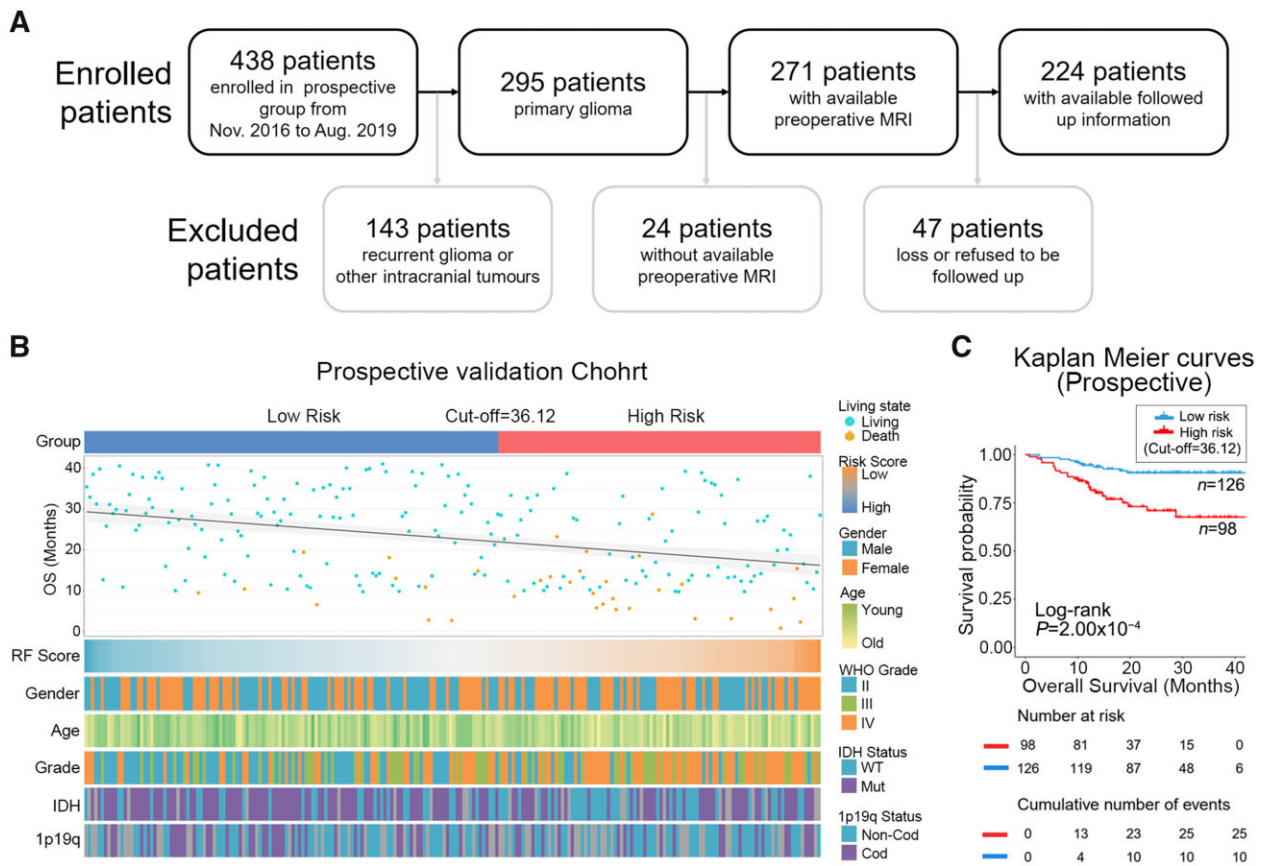 A
Enrolled
patients
438 patients
enrolled in prospective
group from
Nov. 2016 to Aug. 2019
295 patients
primary glioma
271 patients
with available
preoperative MRI
224 patients
with available followed
up information
Excluded
patients
143 patients
recurrent glioma or
other intracranial tumours
24 patients
without available
preoperative MRI
47 patients
loss or refused to be
followed up
B
Prospective validation Chohrt
Low Risk
Cut-off=36.12
High Risk
Group
OS (Months)
40
30
20
10
0
RF Score
Gender
Age
Grade
IDH
1p19q
Living state
Living
Death
Risk Score
Low
High
Gender
Male
Female
Age
Young
Old
WHO Grade
II
III
IV
IDH Status
WT
Mut
1p19q Status
Non-Cod
Cod
C
Kaplan Meier curves
(Prospective)
Low risk
High risk
(Cut-off=36.12)
Survival probability
1.00
0.75
0.50
0.25
0.00
n=126
n=98
Log-rank
P=2.00x10⁻⁴
0 10 20 30 40
Overall Survival (Months)
Number at risk
98 81 37 15 0
126 119 87 48 6
Cumulative number of events
0 13 23 25 25
0 4 10 10 10